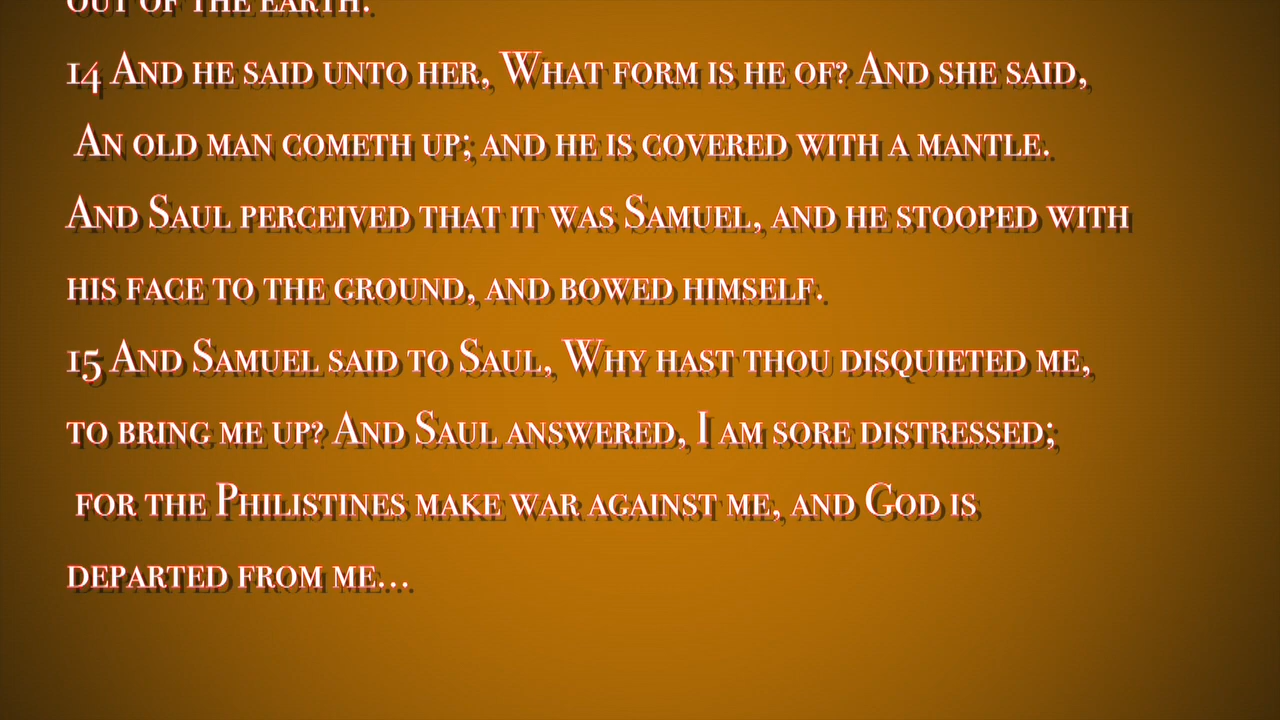 out of the earth.
14 And he said unto her, What form is he of? And she said,
An old man cometh up; and he is covered with a mantle.
And Saul perceived that it was Samuel, and he stooped with
his face to the ground, and bowed himself.
15 And Samuel said to Saul, Why hast thou disquieted me,
to bring me up? And Saul answered, I am sore distressed;
for the Philistines make war against me, and God is
departed from me...